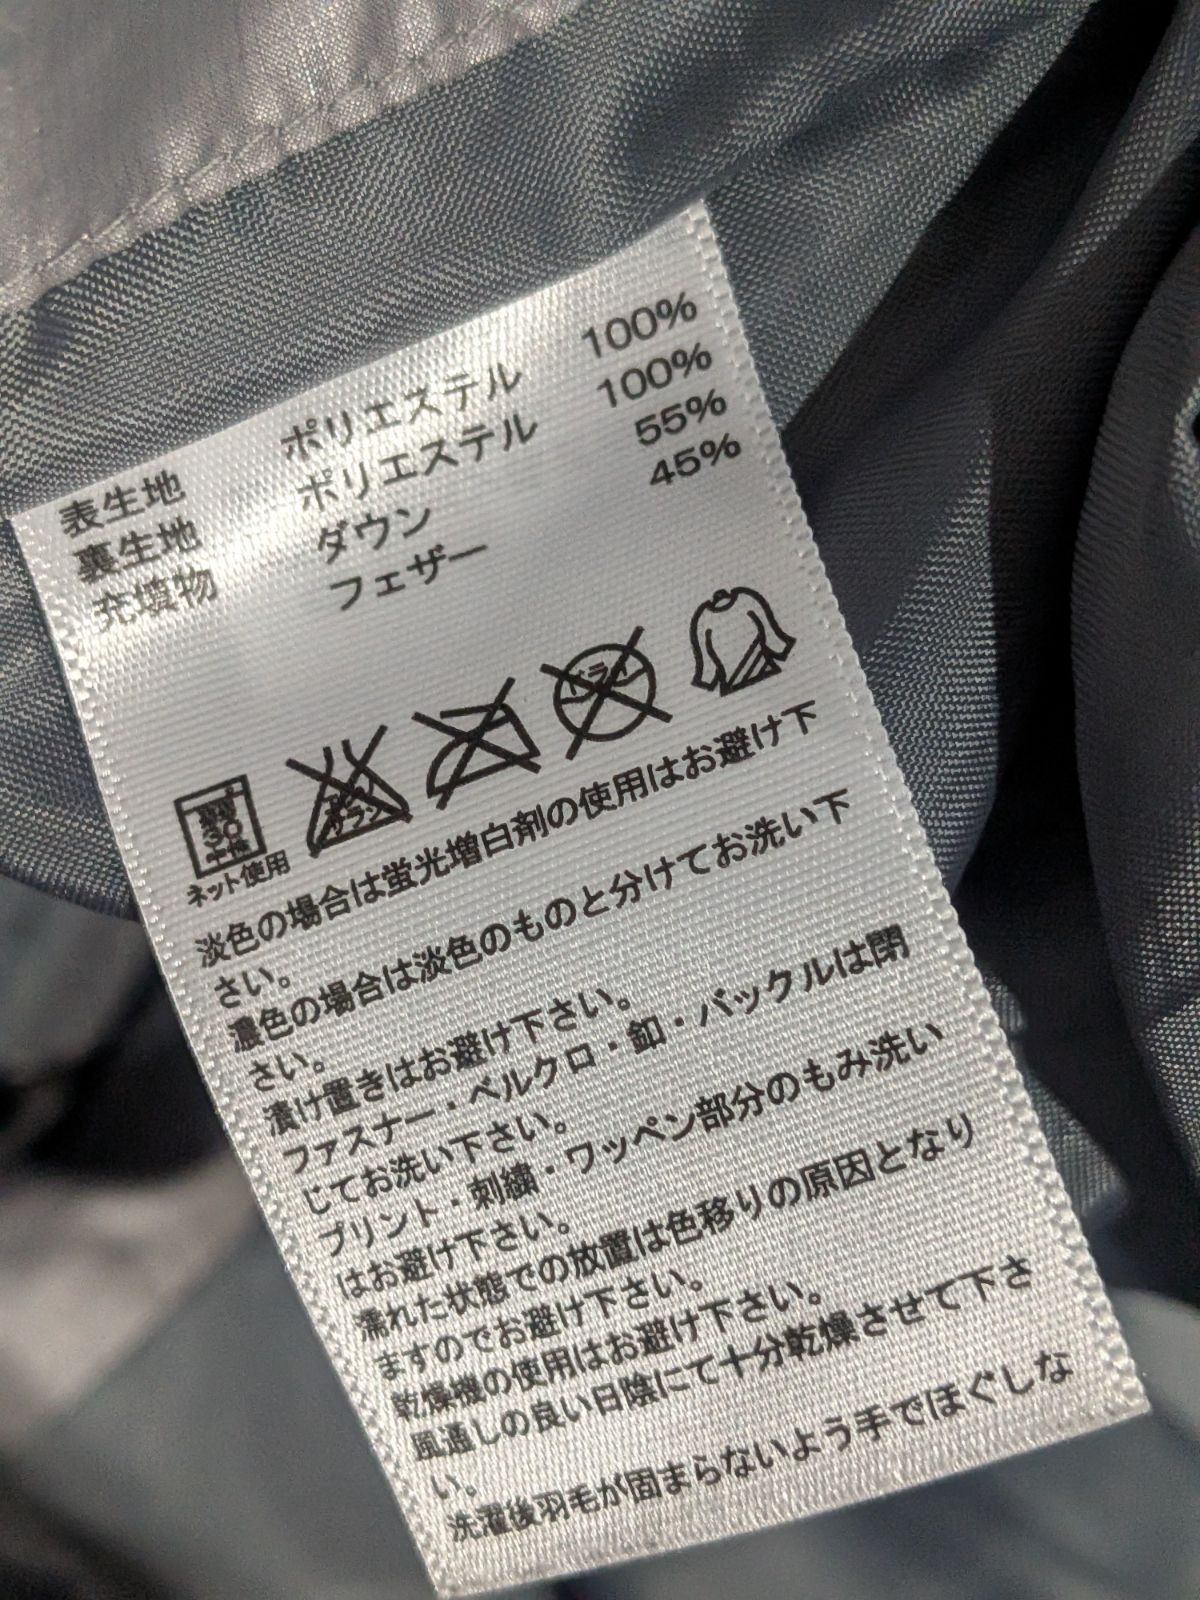 表生地 ポリエステル 100%
裏生地 ポリエステル 100%
充填物 ダウン 55%
フェザー 45%
30
エンソ
サラシ
ドライ
ネット使用
淡色の場合は蛍光増白剤の使用はお避け下
さい。
濃色の場合は淡色のものと分けてお洗い下
さい。
漬け置きはお避け下さい。
ファスナー・ベルクロ・釦・バックルは閉
じてお洗い下さい。
プリント・刺繍・ワッペン部分のもみ洗い
はお避け下さい。
濡れた状態での放置は色移りの原因となり
ますのでお避け下さい。
乾燥機の使用はお避け下さい。
風通しの良い日陰にて十分乾燥させて下さ
い。
洗濯後羽毛が固まらないよう手でほぐしな